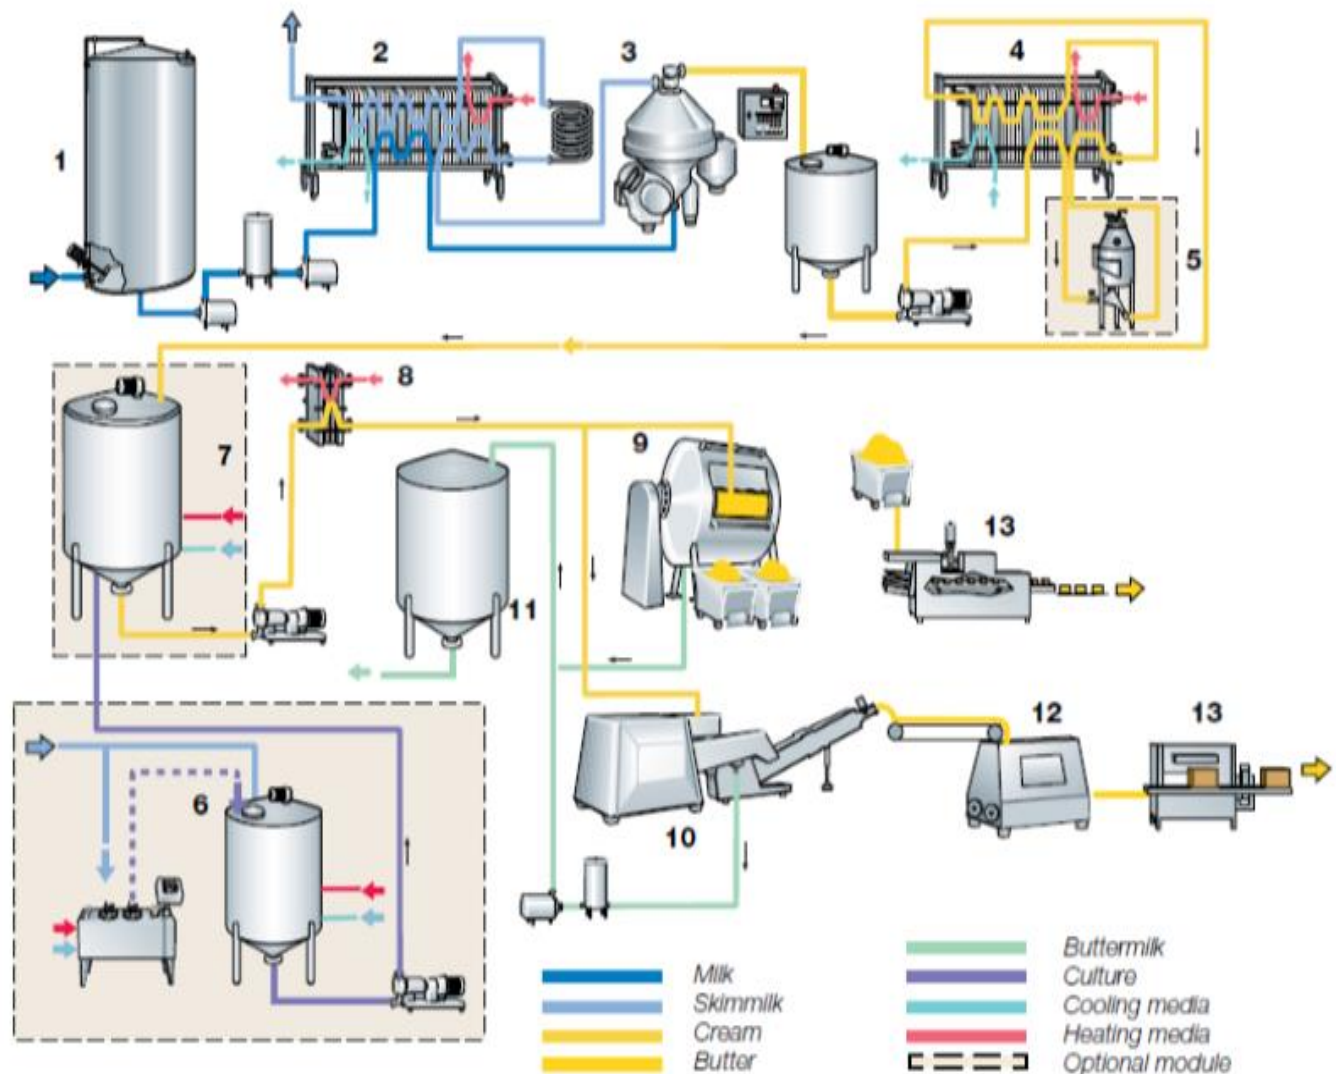 1
2
3
4
5
7
8
9
13
11
6
10
12
13
Milk
Skimmilk
Cream
Butter
Buttermilk
Culture
Cooling media
Heating media
Optional module